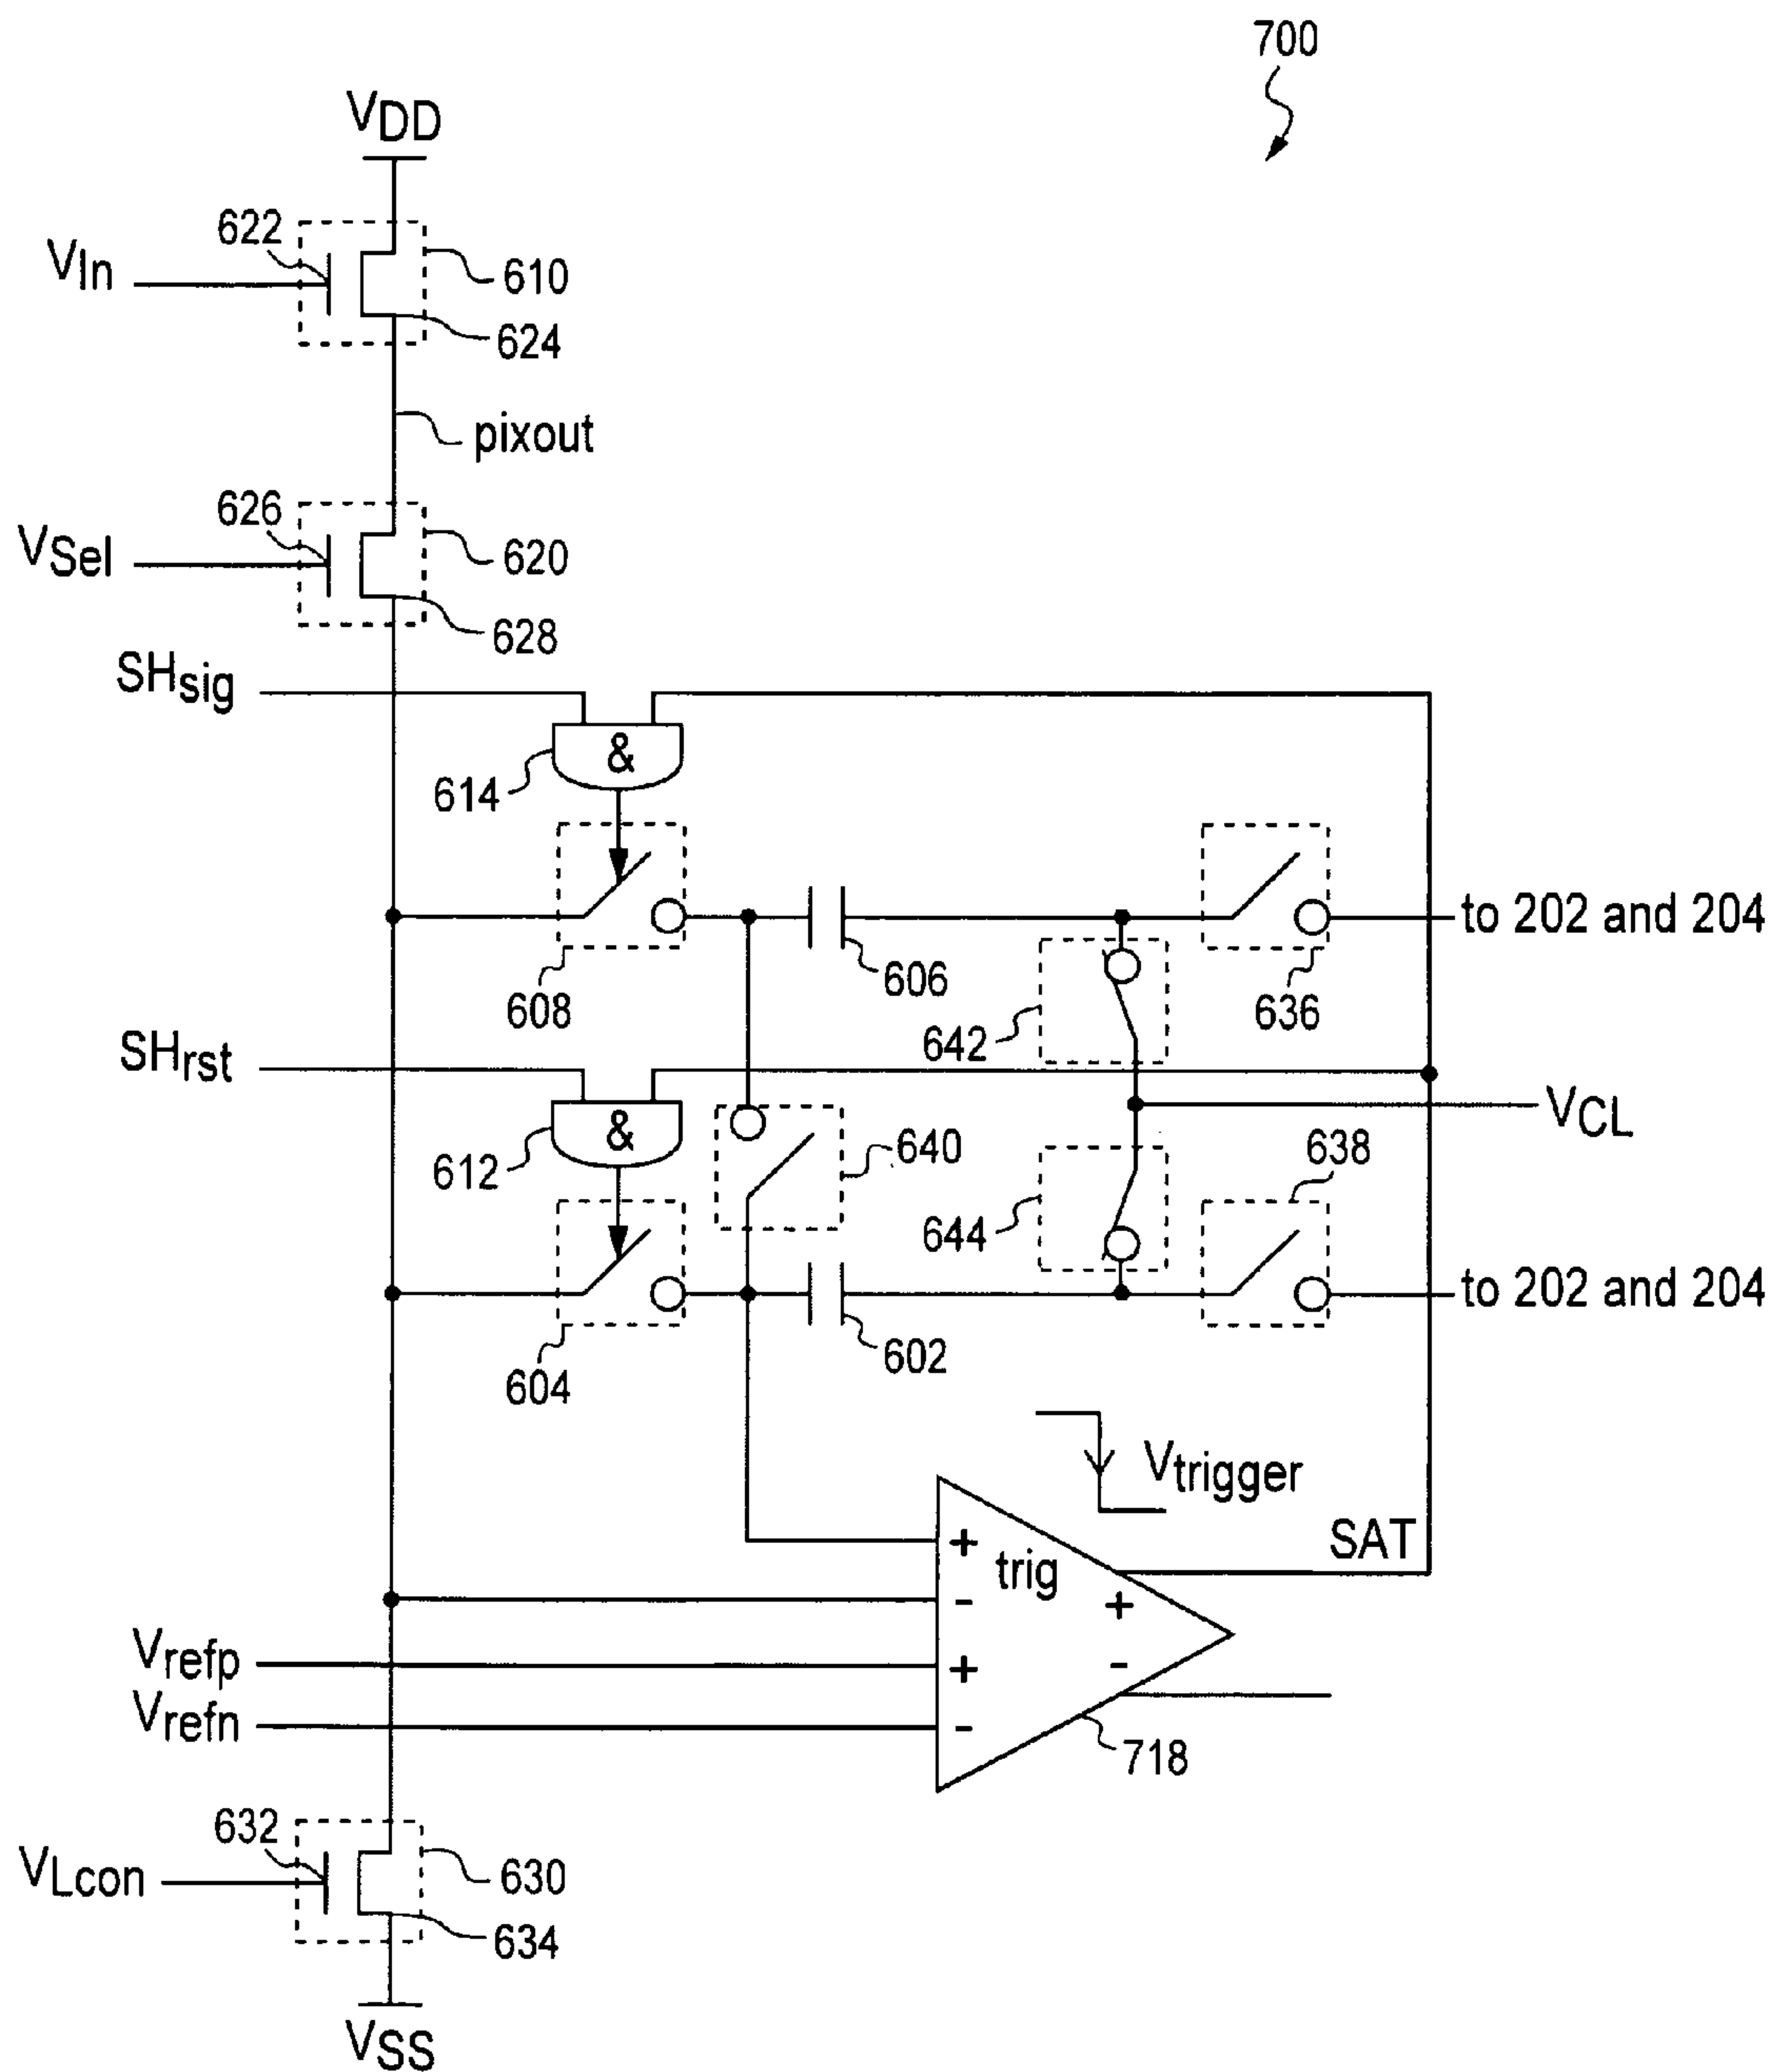 700
VDD
622
VIn
610
624
pixout
626
VSel
620
628
SHsig
&
614
to 202 and 204
608
606
642
636
SHrst
&
612
640
VCL
638
644
to 202 and 204
604
602
Vtrigger
SAT
+
trig
-
+
Vrefp
+
-
Vrefn
-
718
632
VLcon
630
634
VSS